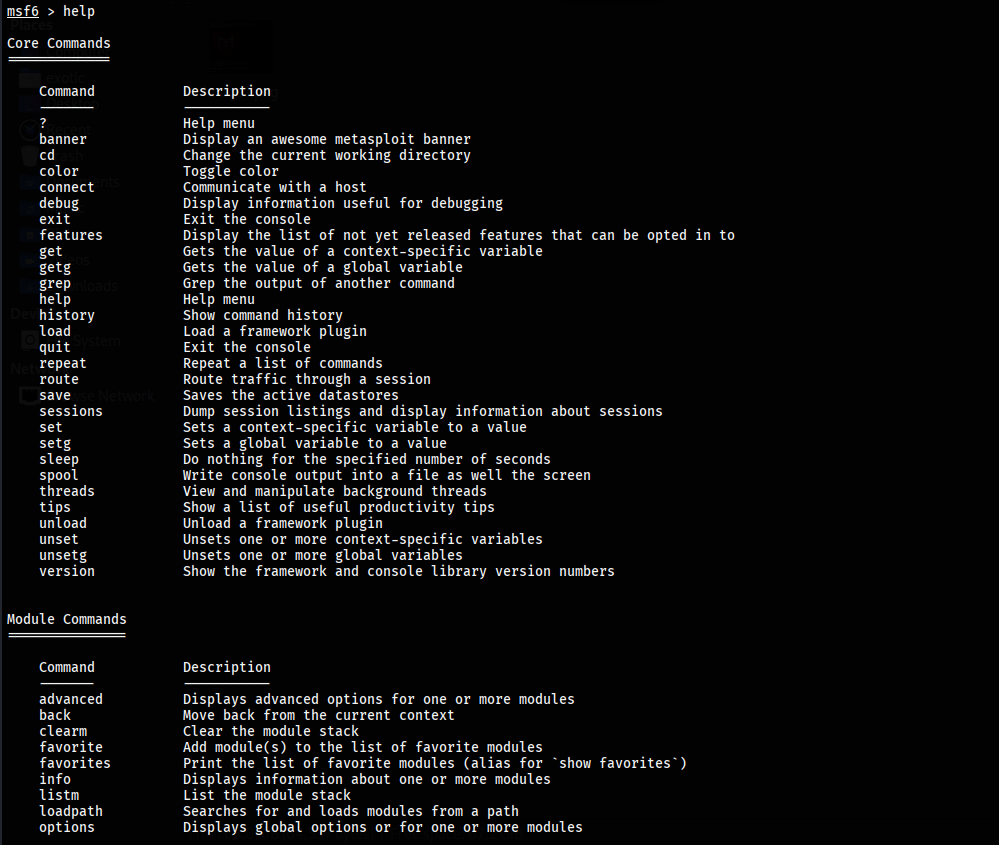 msf6 > help
Core Commands
=============
Command Description
------- -----------
? Help menu
banner Display an awesome metasploit banner
cd Change the current working directory
color Toggle color
connect Communicate with a host
debug Display information useful for debugging
exit Exit the console
features Display the list of not yet released features that can be opted in to
get Gets the value of a context-specific variable
getg Gets the value of a global variable
grep Grep the output of another command
help Help menu
history Show command history
load Load a framework plugin
quit Exit the console
repeat Repeat a list of commands
route Route traffic through a session
save Saves the active datastores
sessions Dump session listings and display information about sessions
set Sets a context-specific variable to a value
setg Sets a global variable to a value
sleep Do nothing for the specified number of seconds
spool Write console output into a file as well the screen
threads View and manipulate background threads
tips Show a list of useful productivity tips
unload Unload a framework plugin
unset Unsets one or more context-specific variables
unsetg Unsets one or more global variables
version Show the framework and console library version numbers
Module Commands
===============
Command Description
------- -----------
advanced Displays advanced options for one or more modules
back Move back from the current context
clearm Clear the module stack
favorite Add module(s) to the list of favorite modules
favorites Print the list of favorite modules (alias for `show favorites`)
info Displays information about one or more modules
listm List the module stack
loadpath Searches for and loads modules from a path
options Displays global options or for one or more modules